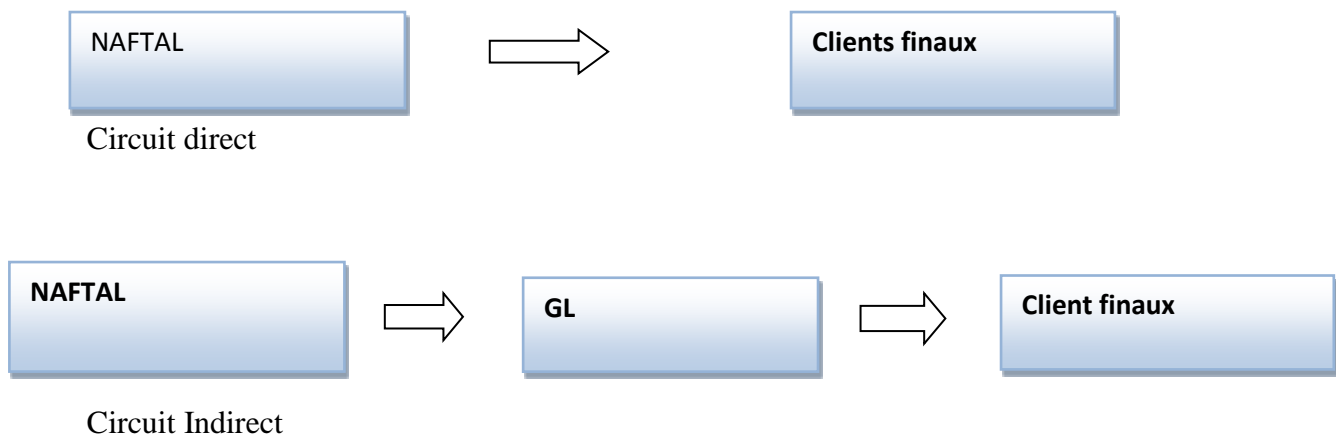 NAFTAL
Clients finaux
Circuit direct
NAFTAL
GL
Client finaux
Circuit Indirect